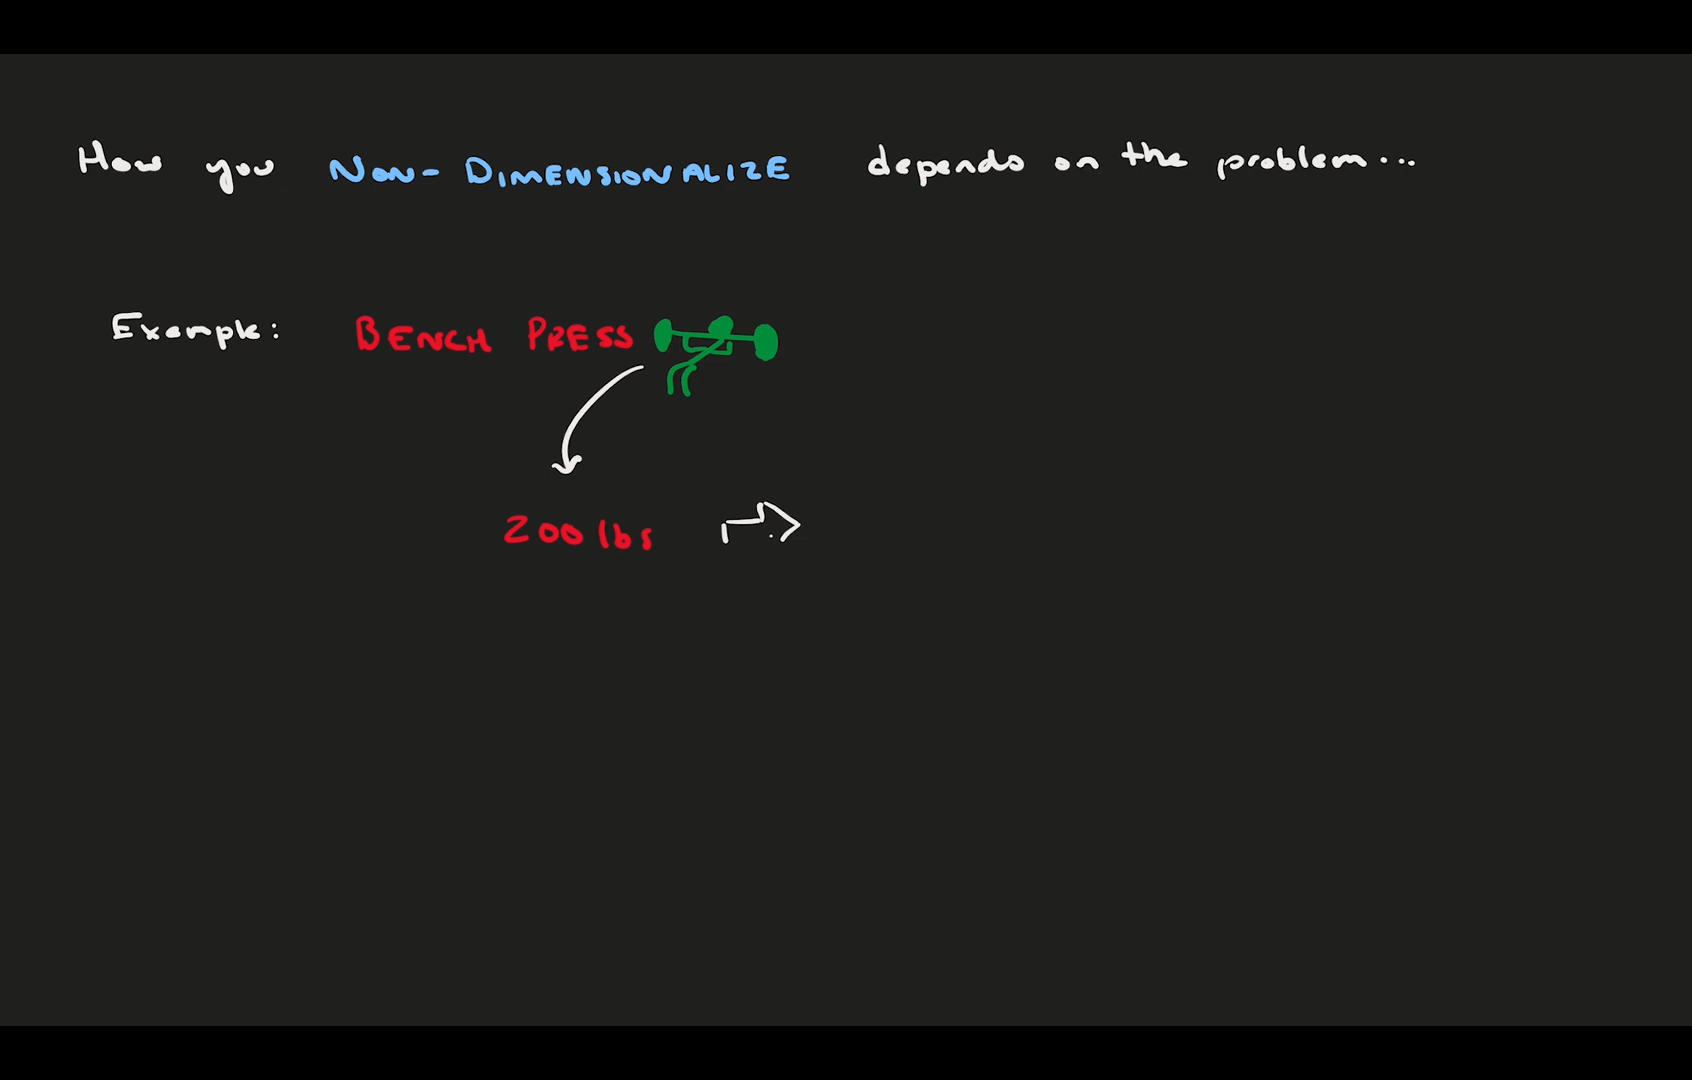 How you NON-DIMENSIONALIZE depends on the problem...
Example: BENCH PRESS
200 lbs